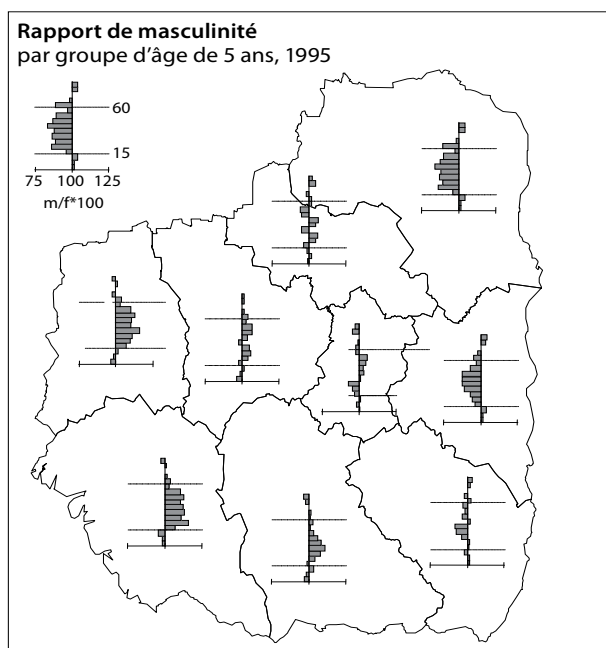 Rapport de masculinité
par groupe d'âge de 5 ans, 1995
60
15
75 100 125
m/f*100